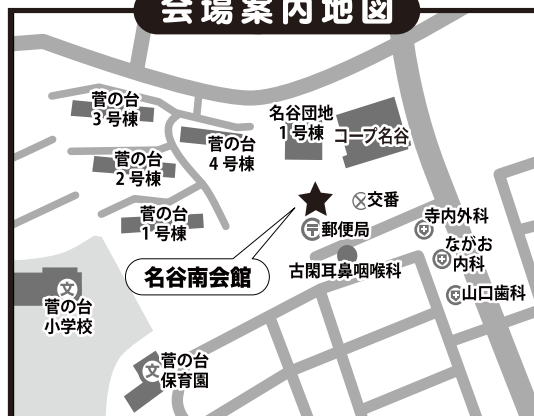 会場案内地図
菅の台
3号棟
名谷団地
1号棟
コープ名谷
菅の台
4号棟
菅の台
2号棟
交番
菅の台
1号棟
寺内外科
〒郵便局
ながお
内科
古閑耳鼻咽喉科
名谷南会館
文
山口歯科
菅の台
小学校
文
菅の台
保育園